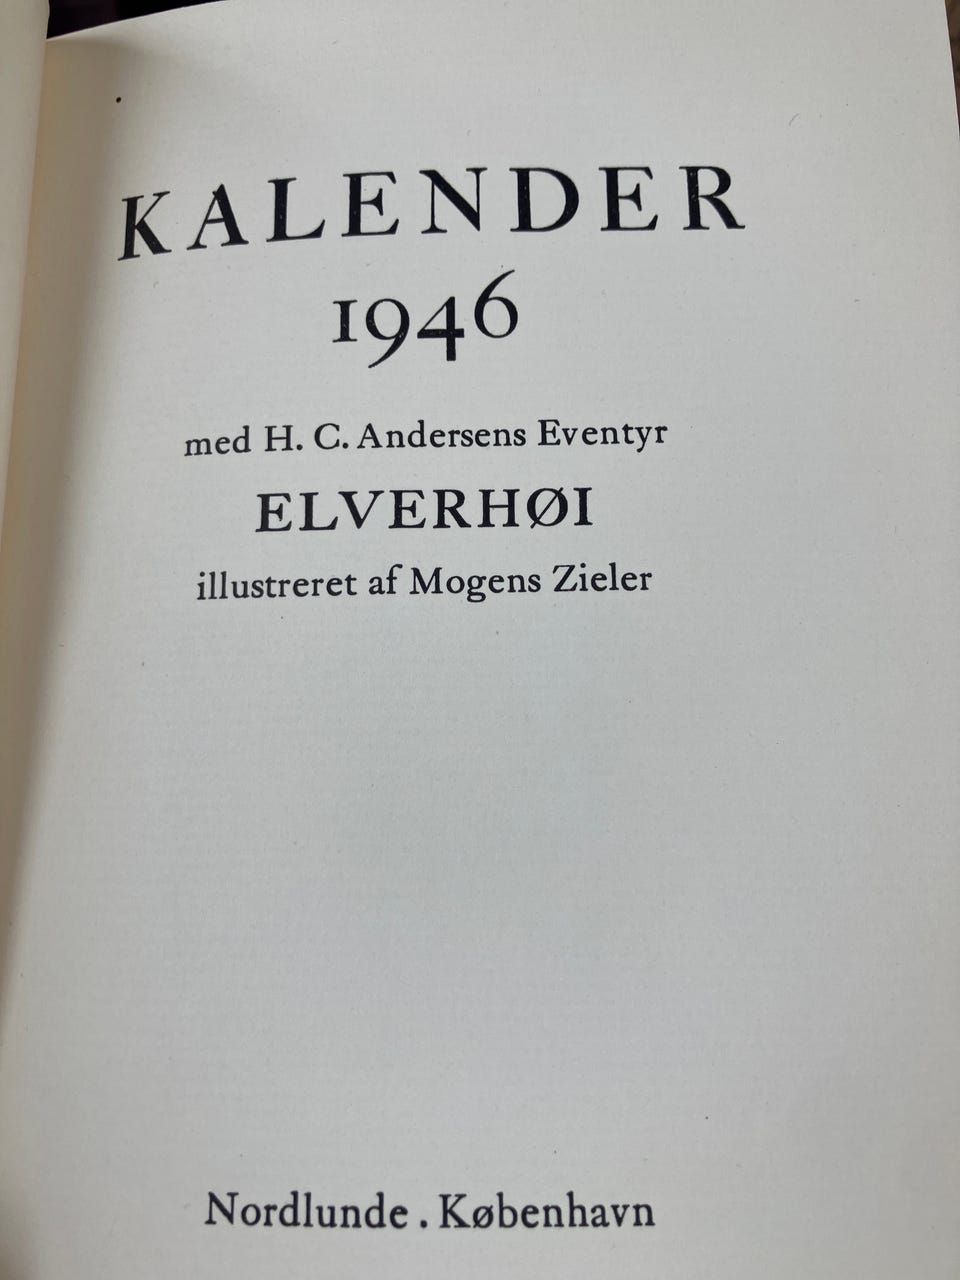 KALENDER
1946
med H. C. Andersens Eventyr
ELVERHØI
illustreret af Mogens Zieler
Nordlunde . København